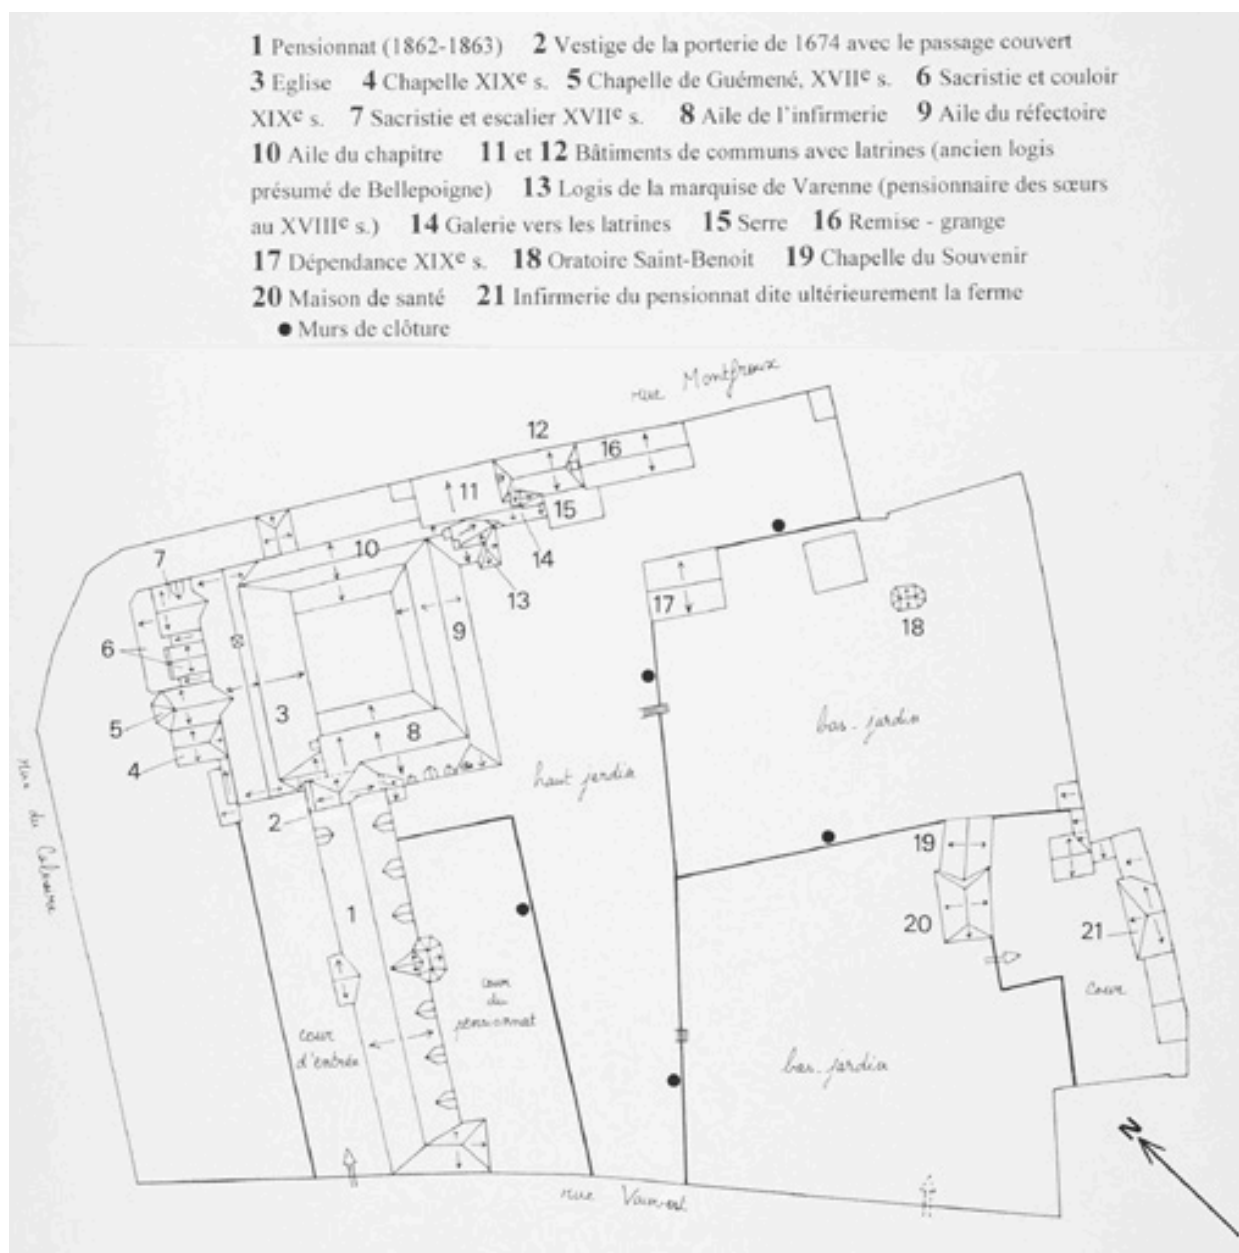 1 Pensionnat (1862-1863) 2 Vestige de la porterie de 1674 avec le passage couvert
3 Eglise 4 Chapelle XIXe s. 5 Chapelle de Guémené, XVIIe s. 6 Sacristie et couloir
XIXe s. 7 Sacristie et escalier XVIIe s. 8 Aile de l'infirmerie 9 Aile du réfectoire
10 Aile du chapitre 11 et 12 Bâtiments de communs avec latrines (ancien logis
présumé de Bellepoigne) 13 Logis de la marquise de Varenne (pensionnaire des sœurs
au XVIIIe s.) 14 Galerie vers les latrines 15 Serre 16 Remise - grange
17 Dépendance XIXe s. 18 Oratoire Saint-Benoit 19 Chapelle du Souvenir
20 Maison de santé 21 Infirmerie du pensionnat dite ultérieurement la ferme
● Murs de clôture
rue Montfroux
12
16
11
15
7
10
14
13
17
18
9
6
5
3
8
bas-jardin
4
haut jardin
2
rue du Calvaire
19
1
20
21
cour
du
pensionnat
cour
cour
d'entrée
bas-jardin
N
rue Vauvert